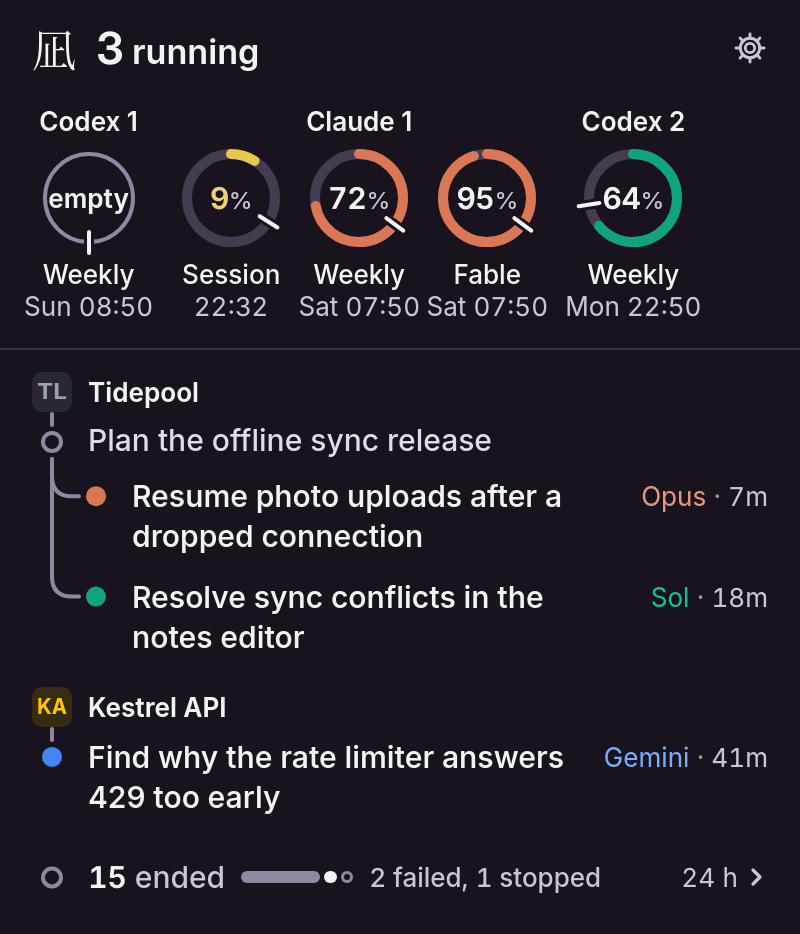 凪 3 running
Codex 1 Claude 1 Codex 2
empty 9% 72% 95% 64%
Weekly Session Weekly Fable Weekly
Sun 08:50 22:32 Sat 07:50 Sat 07:50 Mon 22:50
TL Tidepool
Plan the offline sync release
Resume photo uploads after a Opus · 7m
dropped connection
Resolve sync conflicts in the Sol · 18m
notes editor
KA Kestrel API
Find why the rate limiter answers Gemini · 41m
429 too early
15 ended 2 failed, 1 stopped 24 h